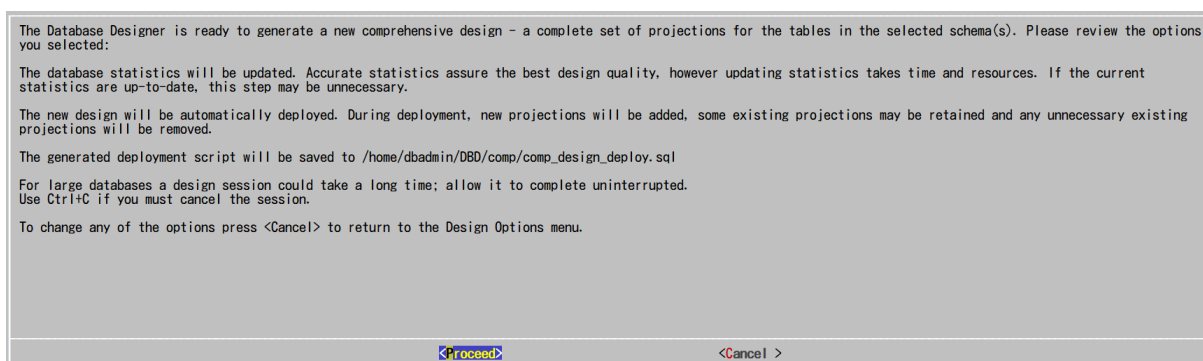 The Database Designer is ready to generate a new comprehensive design - a complete set of projections for the tables in the selected schema(s). Please review the options
you selected:
The database statistics will be updated. Accurate statistics assure the best design quality, however updating statistics takes time and resources. If the current
statistics are up-to-date, this step may be unnecessary.
The new design will be automatically deployed. During deployment, new projections will be added, some existing projections may be retained and any unnecessary existing
projections will be removed.
The generated deployment script will be saved to /home/dbadmin/DBD/comp/comp_design_deploy.sql
For large databases a design session could take a long time; allow it to complete uninterrupted.
Use Ctrl+C if you must cancel the session.
To change any of the options press <Cancel> to return to the Design Options menu.
<Proceed> <Cancel >